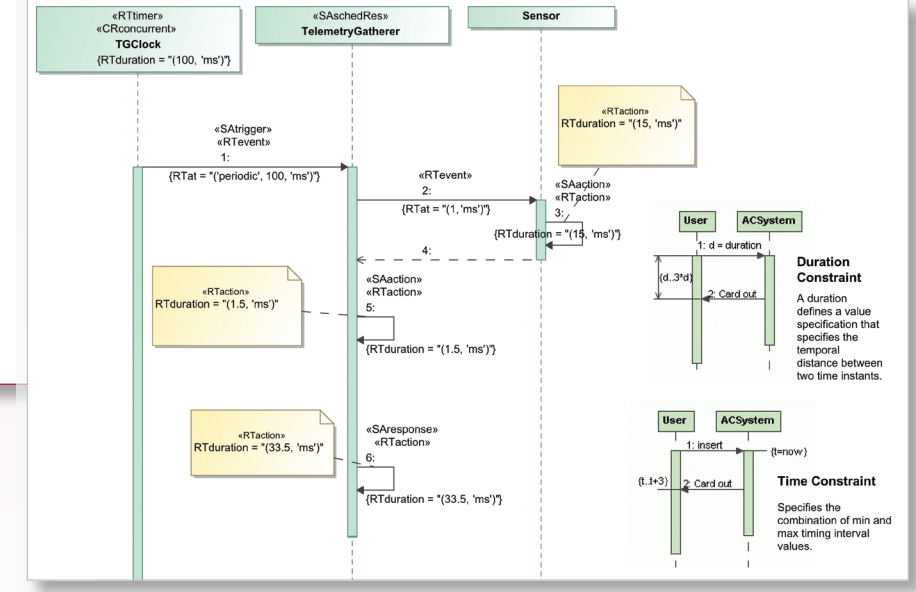 «RTtimer»
«CRconcurrent»
TGClock
{RTduration = "(100, 'ms')"}
«SAschedRes»
TelemetryGatherer
Sensor
«RTaction»
RTduration = "(15, 'ms')"
«SAtrigger»
«RTevent»
1:
{RTat = "('periodic', 100, 'ms')"}
«RTevent»
2:
{RTat = "(1, 'ms')"}
«SAaction»
«RTaction»
3:
{RTduration = "(15, 'ms')"}
4:
«RTaction»
RTduration = "(1.5, 'ms')"
«SAaction»
«RTaction»
5:
{RTduration = "(1.5, 'ms')"}
«RTaction»
RTduration = "(33.5, 'ms')"
«SAresponse»
«RTaction»
6:
{RTduration = "(33.5, 'ms')"}
User
ACSystem
1: d = duration
{d..3*d}
2: Card out
Duration
Constraint
A duration
defines a value
specification that
specifies the
temporal
distance between
two time instants.
User
ACSystem
1: insert
{t=now}
{t..t+3}
2: Card out
Time Constraint
Specifies the
combination of min and
max timing interval
values.